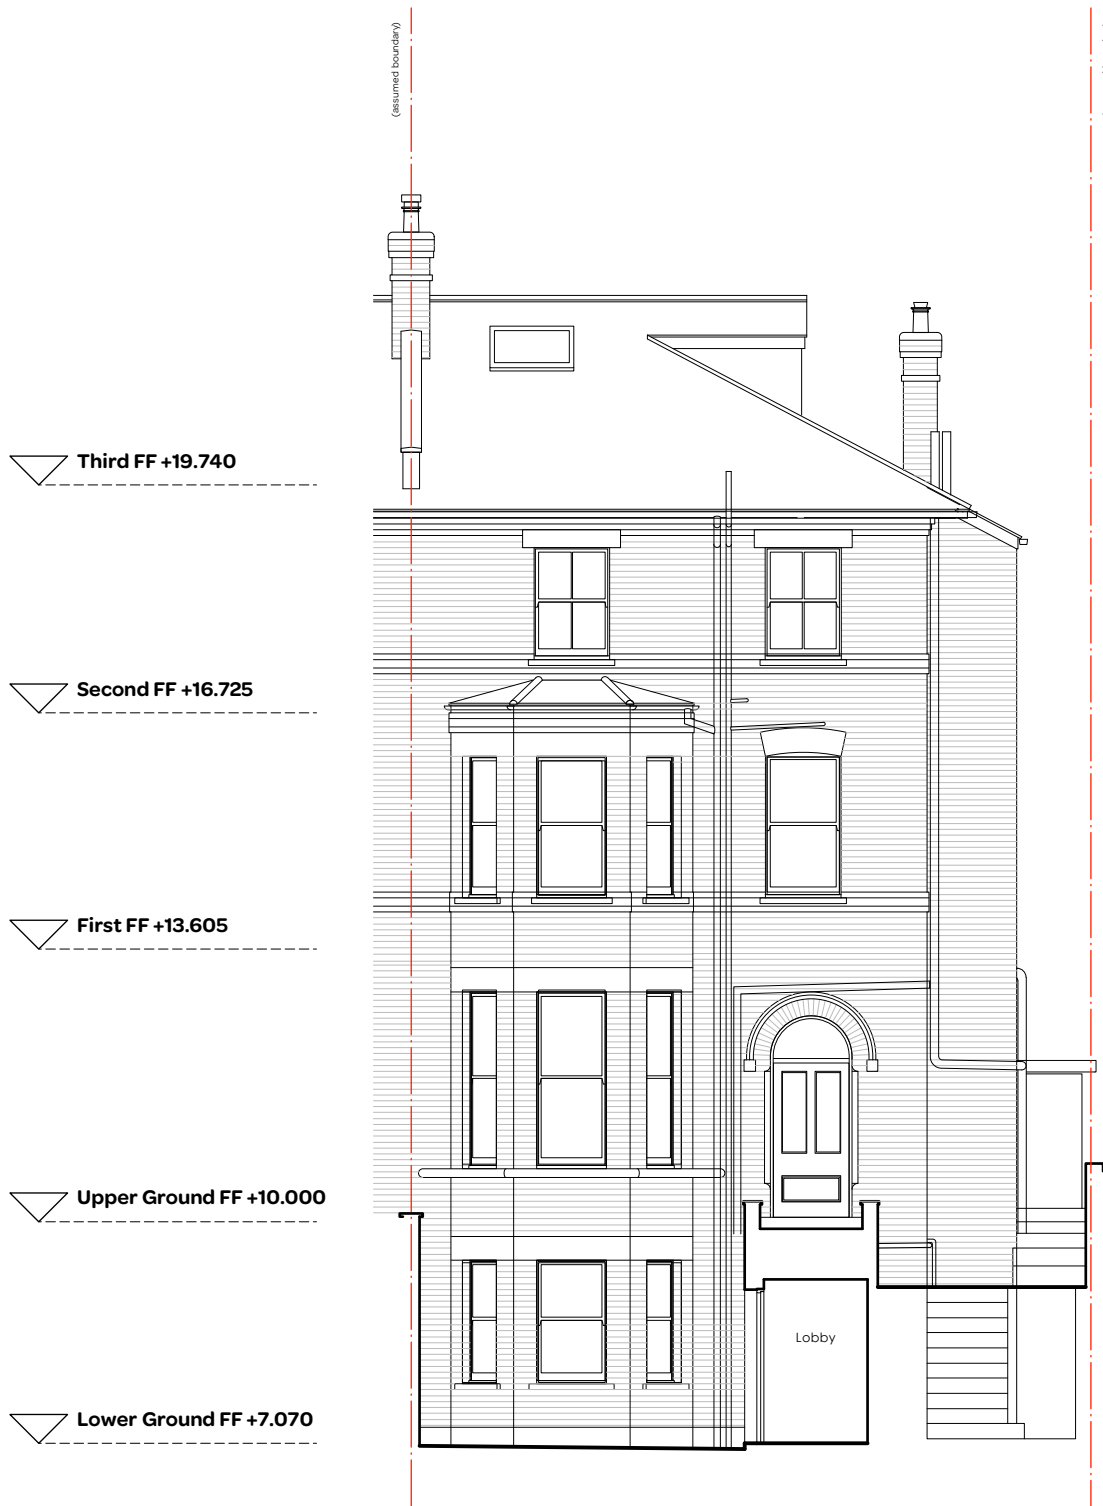 (assumed boundary)
Third FF +19.740
Second FF +16.725
First FF +13.605
Upper Ground FF +10.000
Lobby
Lower Ground FF +7.070